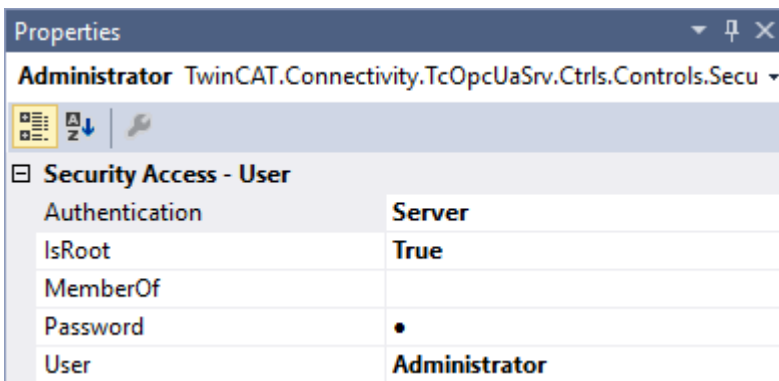 Properties
Administrator TwinCAT.Connectivity.TcOpcUaSrv.Ctrls.Controls.Secu
Security Access - User
Authentication Server
IsRoot True
MemberOf
Password ●
User Administrator